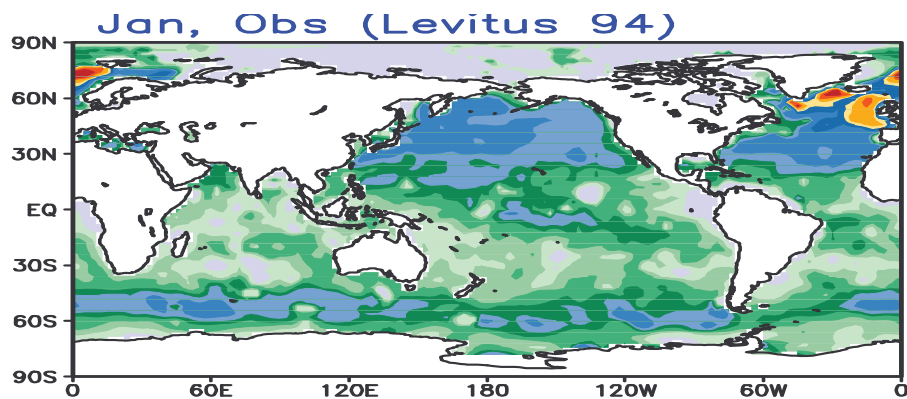 Jan, Obs (Levitus 94)
90N
60N
30N
EQ
30S
60S
90S
0 60E 120E 180 120W 60W 0